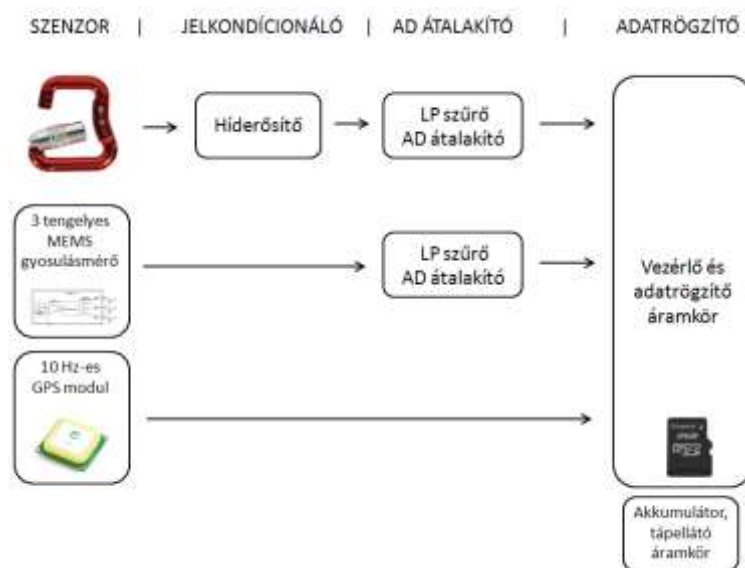 SZENZOR | JELKONDÍCIONÁLÓ | AD ÁTALAKÍTÓ | ADATRÖGZÍTŐ
Híderősítő
LP szűrő
AD átalakító
3 tengelyes
MEMS
gyosulásmérő
LP szűrő
AD átalakító
Vezérlő és
adatrögzítő
áramkör
10 Hz-es
GPS modul
Akkumulátor,
tápellátó
áramkör